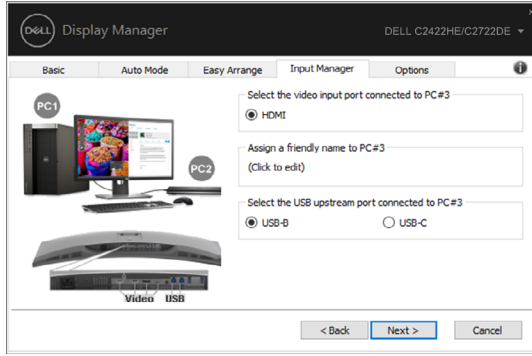 DELL
Display Manager
DELL C2422HE/C2722DE
Basic
Auto Mode
Easy Arrange
Input Manager
Options
Select the video input port connected to PC#3
HDMI
PC1
Assign a friendly name to PC#3
(Click to edit)
PC2
Select the USB upstream port connected to PC#3
USB-B USB-C
Video USB
< Back Next > Cancel